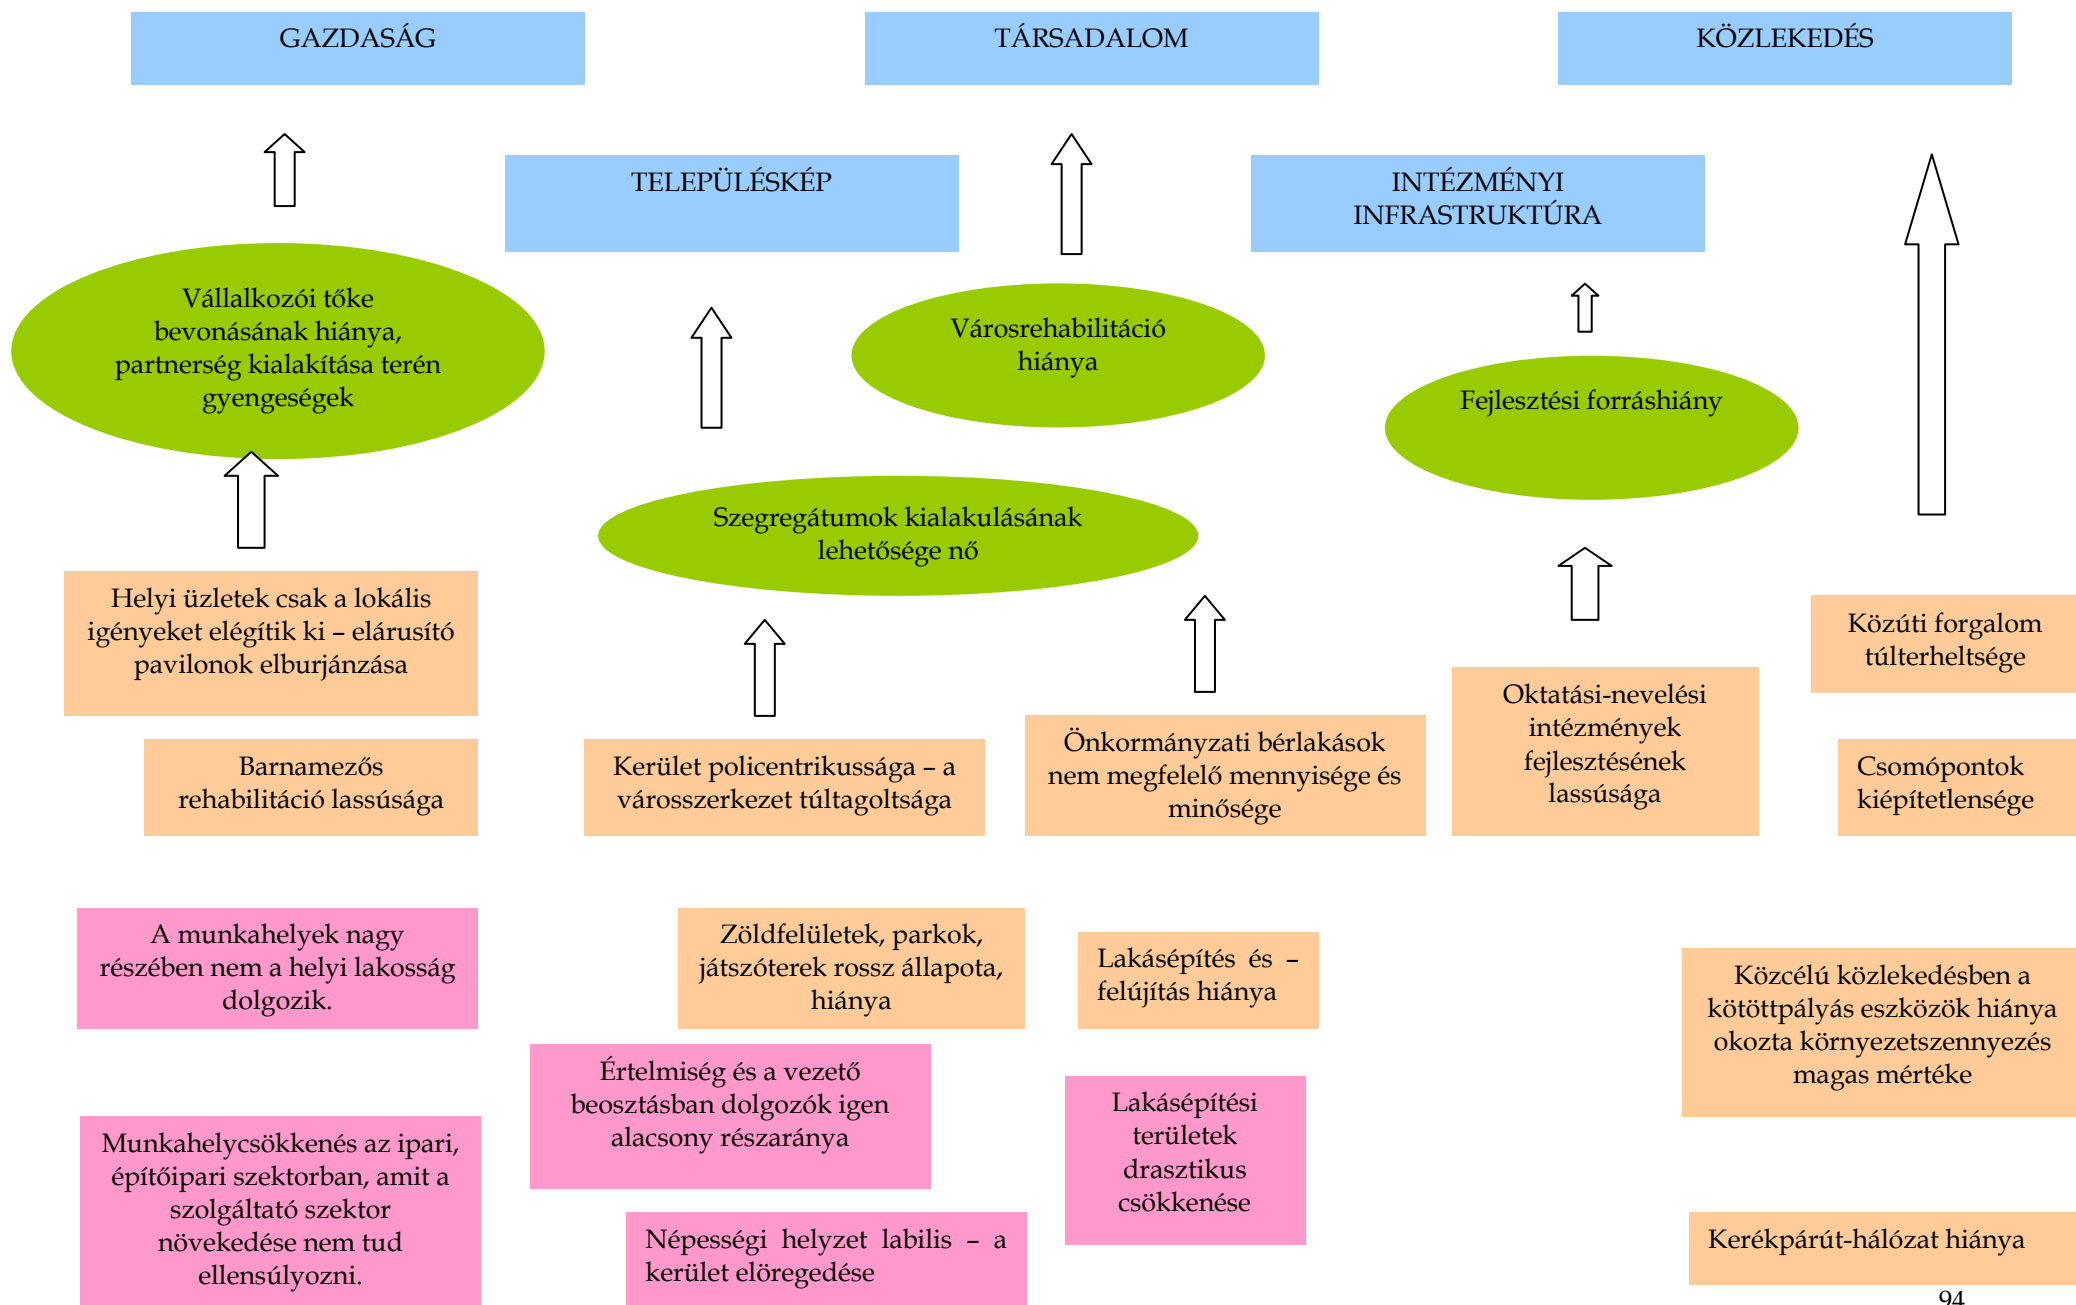 GAZDASÁG
TÁRSADALOM
KÖZLEKEDÉS
TELEPÜLÉSKÉP
INTÉZMÉNYI
INFRASTRUKTÚRA
Vállalkozói tőke
bevonásának hiánya,
partnerség kialakítása terén
gyengeségek
Városrehabilitáció
hiánya
Fejlesztési forráshiány
Szegregátumok kialakulásának
lehetősége nő
Helyi üzletek csak a lokális
igényeket elégítik ki – elárusító
pavilonok elburjánzása
Közúti forgalom
túlterheltsége
Oktatási-nevelési
intézmények
fejlesztésének
lassúsága
Barnamezős
rehabilitáció lassúsága
Kerület policentrikussága – a
városszerkezet túltagoltsága
Önkormányzati bérlakások
nem megfelelő mennyisége és
minősége
Csomópontok
kiépítetlensége
A munkahelyek nagy
részében nem a helyi lakosság
dolgozik.
Zöldfelületek, parkok,
játszóterek rossz állapota,
hiánya
Lakásépítés és –
felújítás hiánya
Közcélú közlekedésben a
kötöttpályás eszközök hiánya
okozta környezetszennyezés
magas mértéke
Értelmiség és a vezető
beosztásban dolgozók igen
alacsony részaránya
Lakásépítési
területek
drasztikus
csökkenése
Munkahelycsökkenés az ipari,
építőipari szektorban, amit a
szolgáltató szektor
növekedése nem tud
ellensúlyozni.
Népességi helyzet labilis – a
kerület elöregedése
Kerékpárút-hálózat hiánya
94